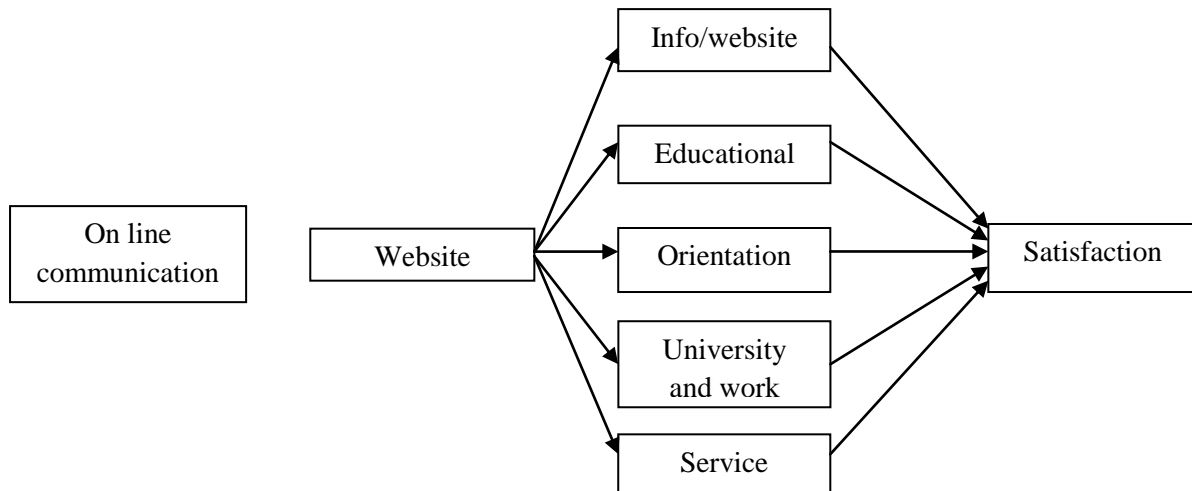 On line
communication
Website
Info/website
Educational
Orientation
University
and work
Service
Satisfaction